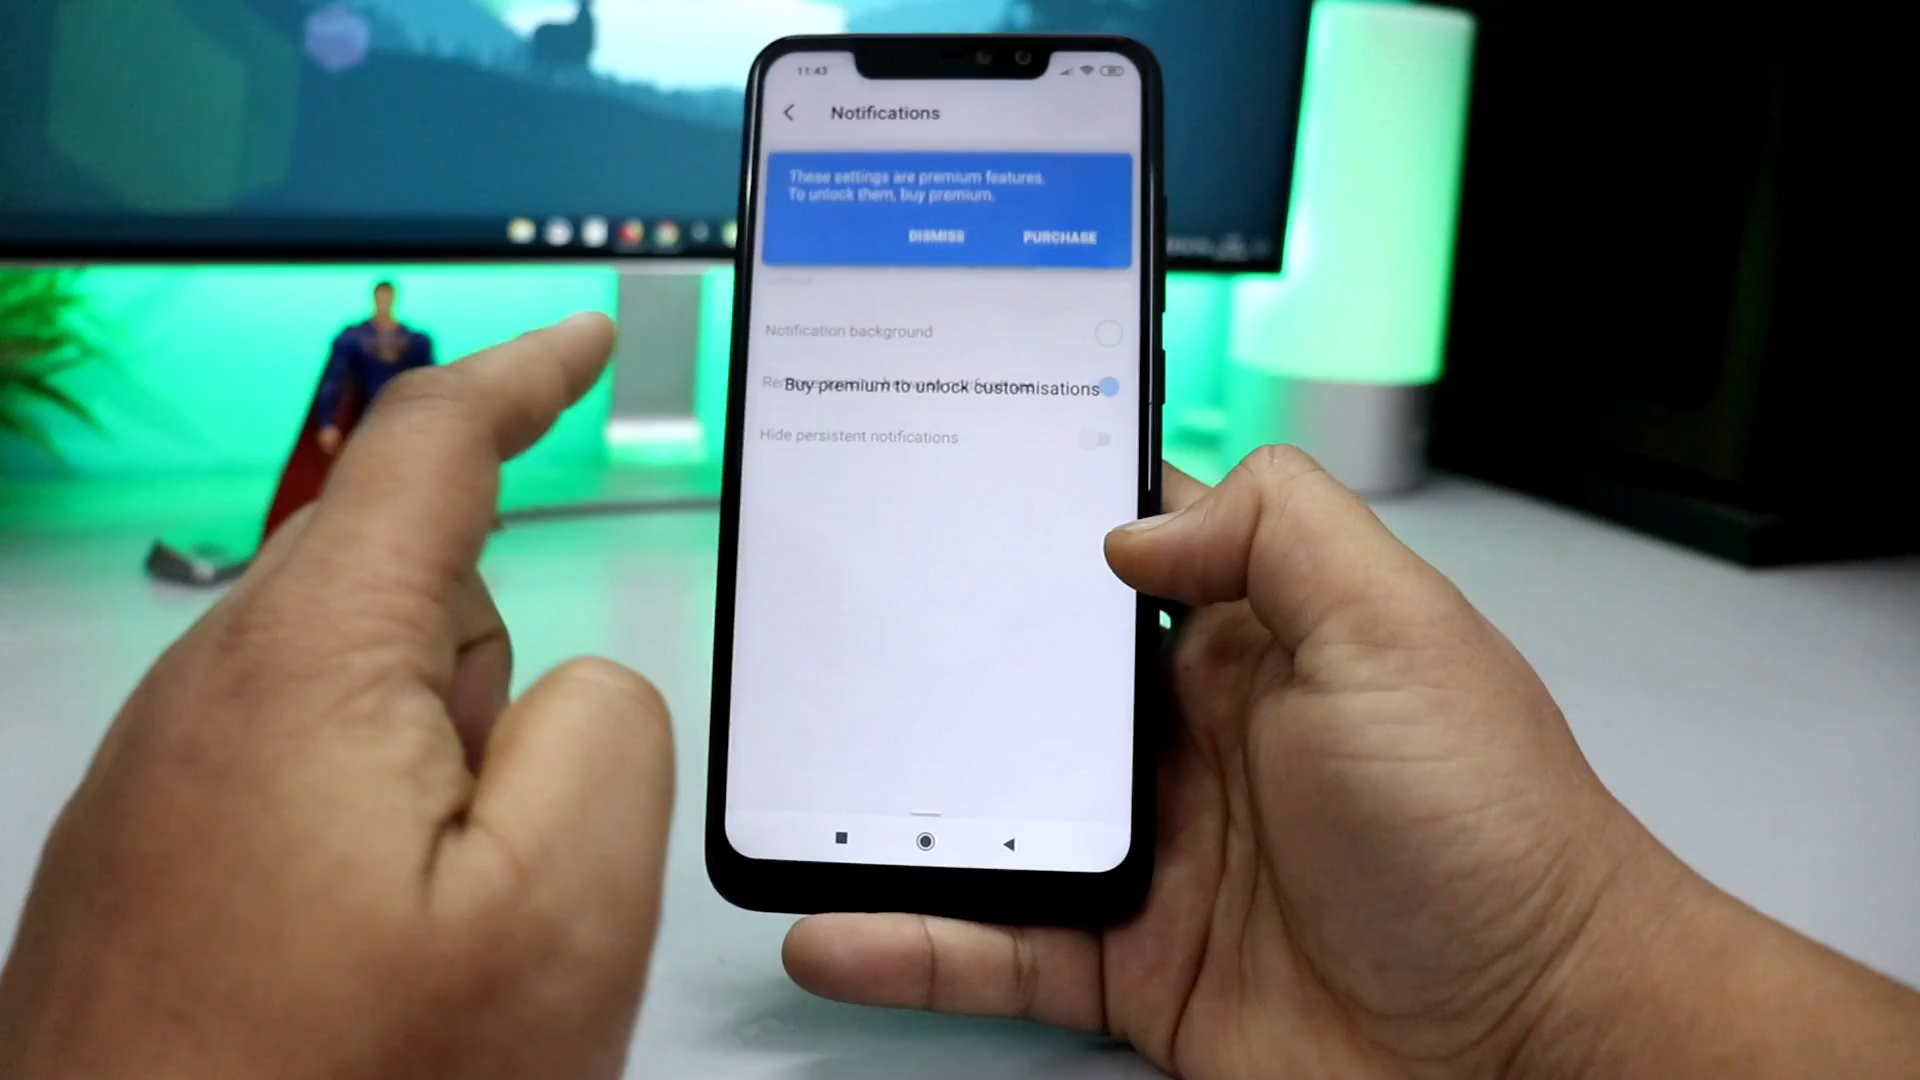 11:43
Notifications
These settings are premium features.
To unlock them, buy premium.
DISMISS PURCHASE
Notification background
Buy premium to unlock customisations
Hide persistent notifications